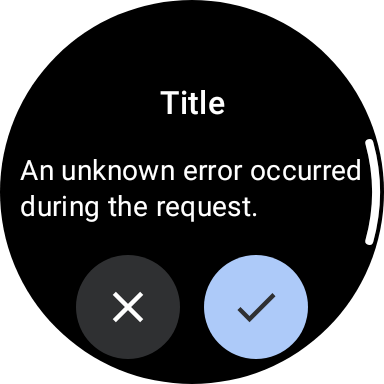 Title
An unknown error occurred
during the request.